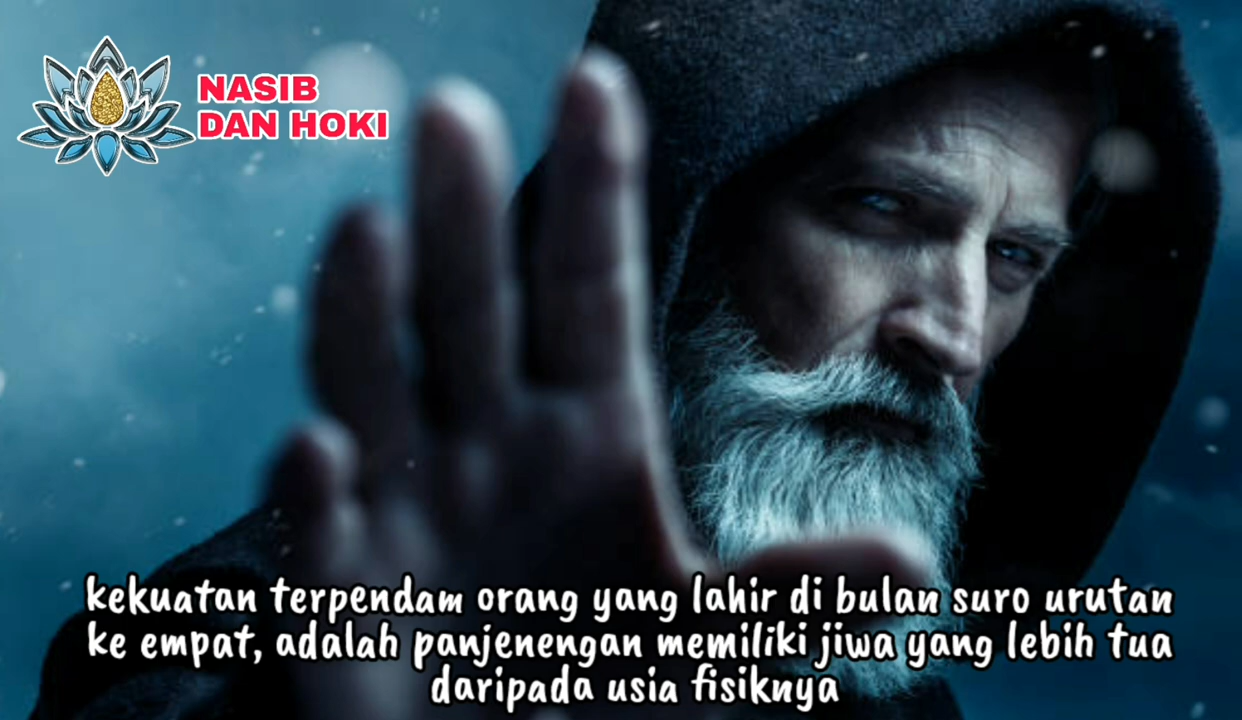 NASIB
DAN HOKI
kekuatan terpendam orang yang lahir di bulan suro urutan
ke empat, adalah panjenengan memiliki jiwa yang lebih tua
daripada usia fisiknya